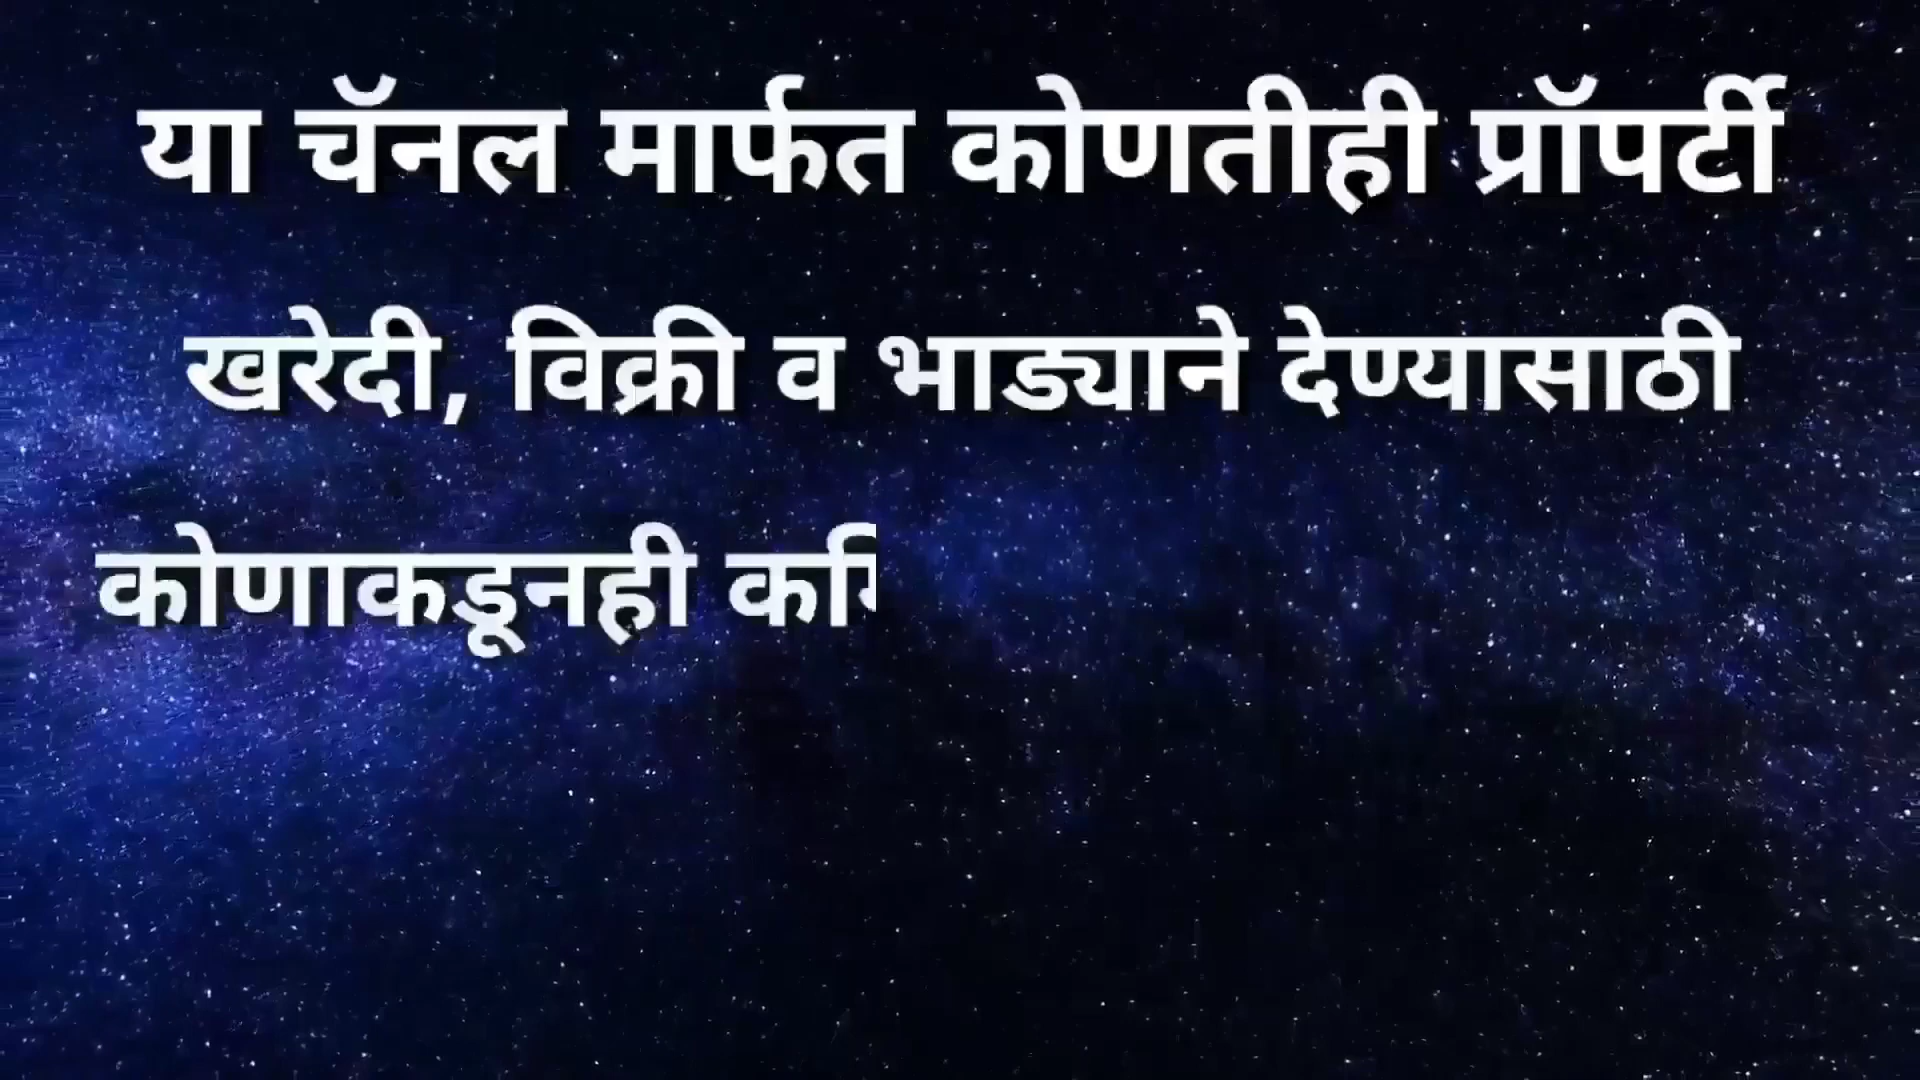 या चॅनल मार्फत कोणतीही प्रॉपर्टी
खरेदी, विक्री व भाड्याने देण्यासाठी
कोणाकडूनही